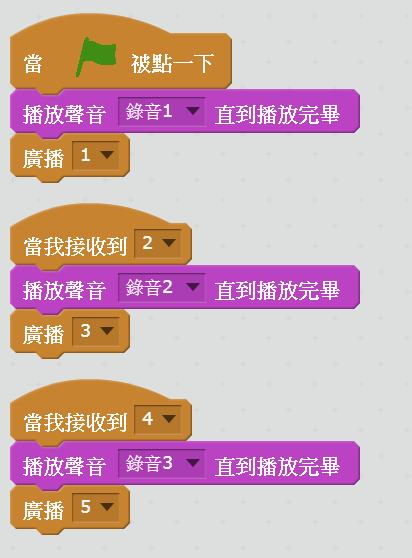 當 被點一下
播放聲音 錄音1 直到播放完畢
廣播 1
當我接收到 2
播放聲音 錄音2 直到播放完畢
廣播 3
當我接收到 4
播放聲音 錄音3 直到播放完畢
廣播 5